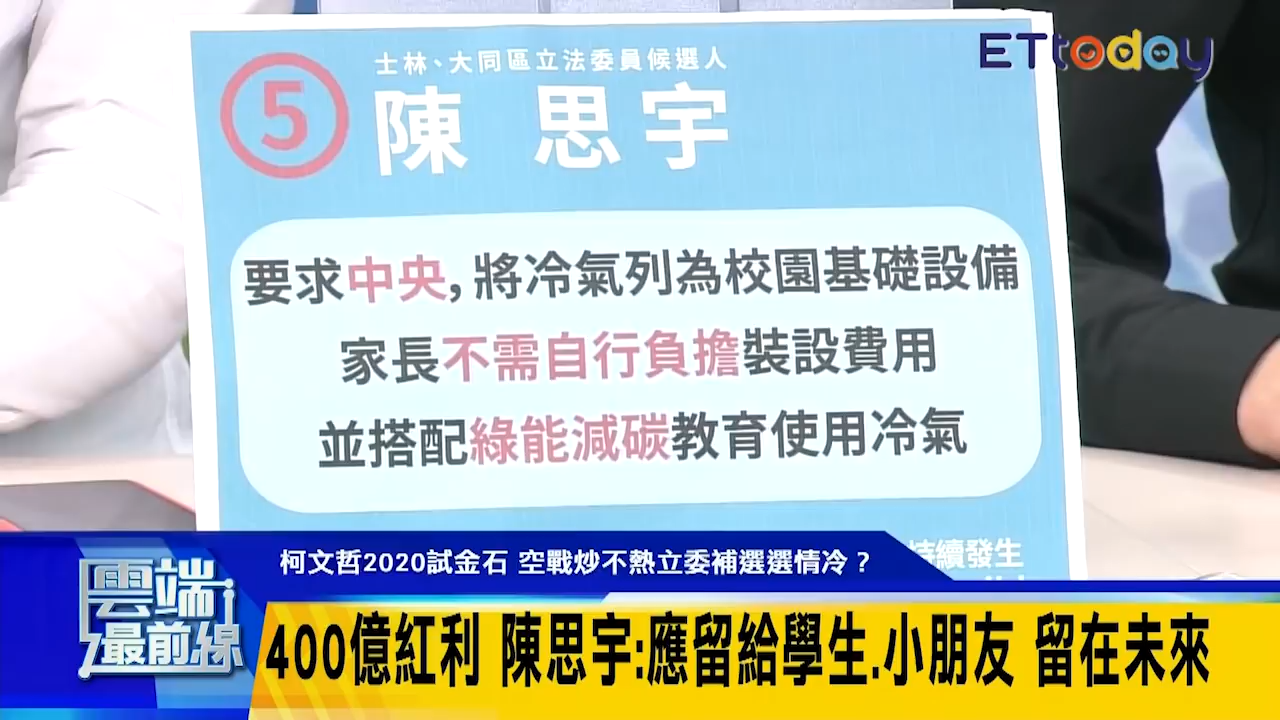 ETtoday
5
士林、大同區立法委員候選人
陳思宇
要求中央,將冷氣列為校園基礎設備
家長不需自行負擔裝設費用
並搭配綠能減碳教育使用冷氣
持續發生
柯文哲2020試金石 空戰炒不熱立委補選選情冷？
雲端最前線
400億紅利 陳思宇:應留給學生.小朋友 留在未來